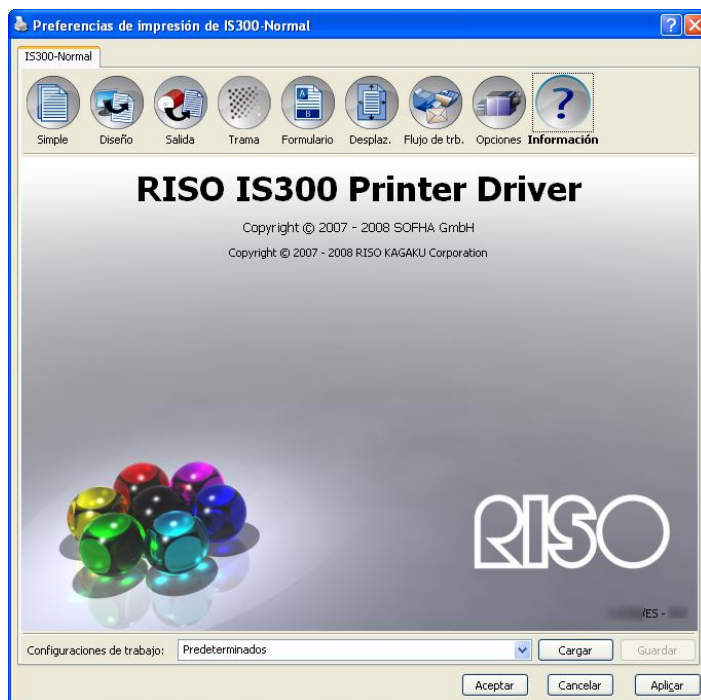 Preferencias de impresión de IS300-Normal
IS300-Normal
Simple Diseño Salida Trama Formulario Desplaz. Flujo de trb. Opciones Información
A
B
?
RISO IS300 Printer Driver
Copyright © 2007 - 2008 SOFHA GmbH
Copyright © 2007 - 2008 RISO KAGAKU Corporation
RISO
/ES -
Configuraciones de trabajo: Predeterminados Cargar Guardar
Aceptar Cancelar Aplicar